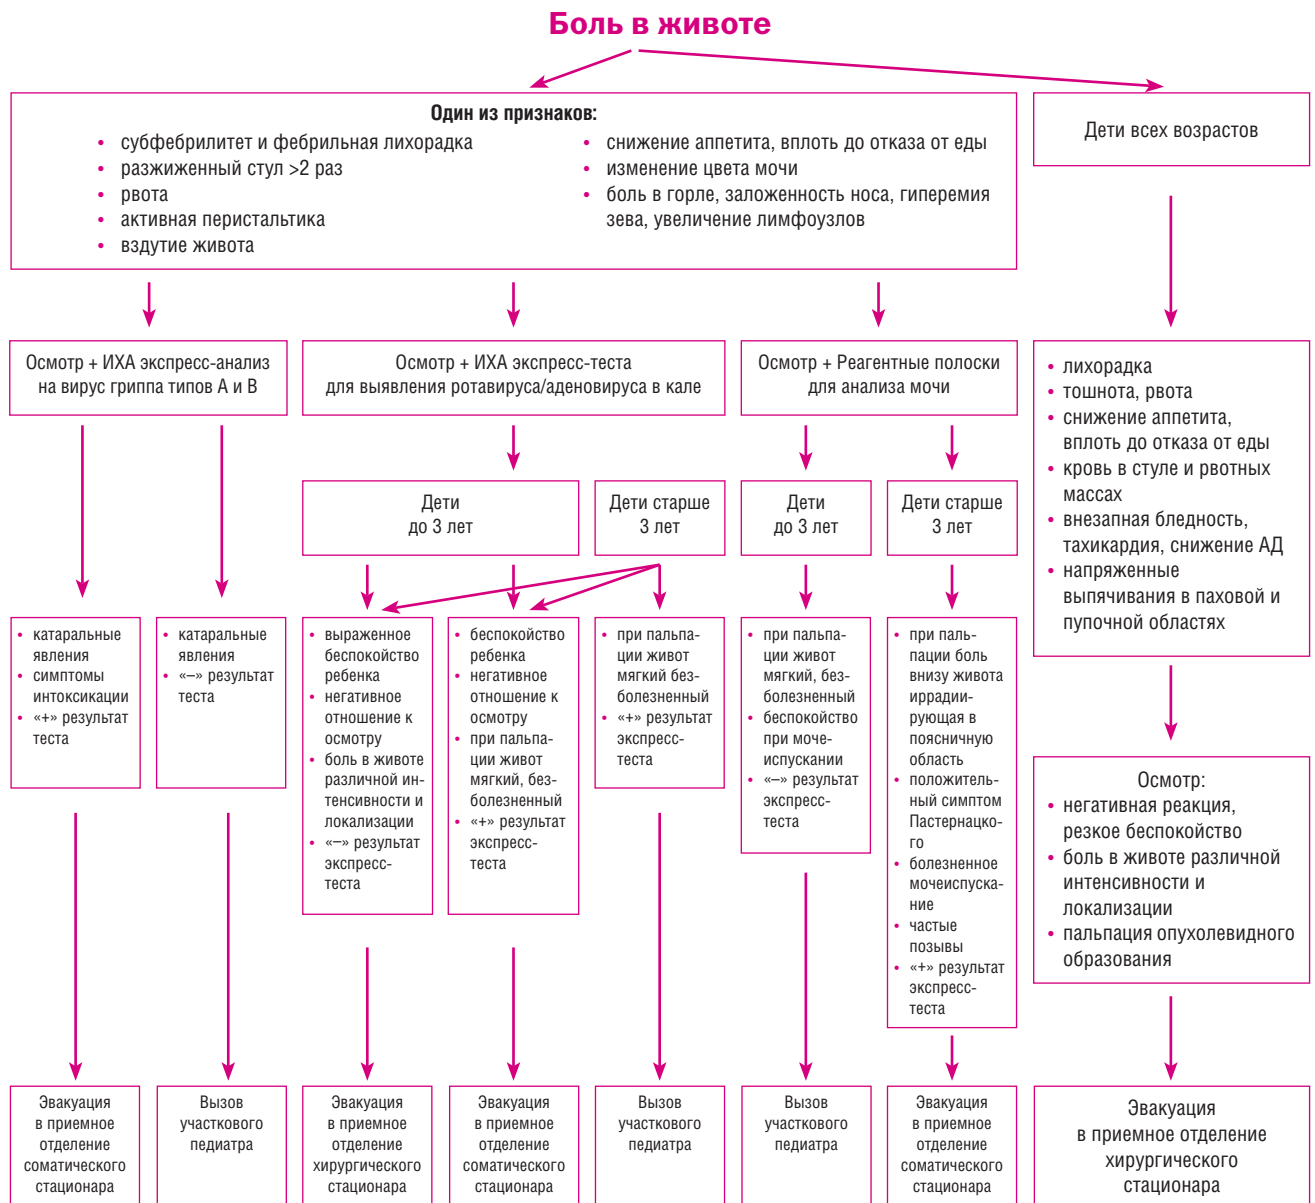 Боль в животе
Один из признаков:
• субфебрилитет и фебрильная лихорадка
• разжиженный стул >2 раз
• рвота
• активная перистальтика
• вздутие живота
• снижение аппетита, вплоть до отказа от еды
• изменение цвета мочи
• боль в горле, заложенность носа, гиперемия
зева, увеличение лимфоузлов
Дети всех возрастов
Осмотр + ИХА экспресс-анализ
на вирус гриппа типов А и В
Осмотр + ИХА экспресс-теста
для выявления ротавируса/аденовируса в кале
Осмотр + Реагентные полоски
для анализа мочи
• лихорадка
• тошнота, рвота
• снижение аппетита,
вплоть до отказа от еды
• кровь в стуле и рвотных
массах
• внезапная бледность,
тахикардия, снижение АД
• напряженные
выпячивания в паховой и
пупочной областях
Дети
до 3 лет
Дети старше
3 лет
Дети
до 3 лет
Дети старше
3 лет
• катаральные
явления
• симптомы
интоксикации
• «+» результат
теста
• катаральные
явления
• «–» результат
теста
• выраженное
беспокойство
ребенка
• негативное
отношение к
осмотру
• боль в животе
различной ин-
тенсивности и
локализации
• «–» результат
экспресс-
теста
• беспокойство
ребенка
• негативное
отношение к
осмотру
• при пальпа-
ции живот
мягкий, без-
болезненный
• «+» результат
экспресс-
теста
• при пальпа-
ции живот
мягкий без-
болезненный
• «+» результат
экспресс-
теста
• при пальпа-
ции живот
мягкий, без-
болезненный
• беспокойство
при моче-
испускании
• «–» результат
экспресс-
теста
• при паль-
пации боль
внизу живота
иррадии-
рующая в
поясничную
область
• положитель-
ный симптом
Пастернацко-
го
• болезненное
мочеиспуска-
ние
• частые
позывы
• «+» результат
экспресс-
теста
Осмотр:
• негативная реакция,
резкое беспокойство
• боль в животе различной
интенсивности и
локализации
• пальпация опухолевидного
образования
Эвакуация
в приемное
отделение
соматического
стационара
Вызов
участкового
педиатра
Эвакуация
в приемное
отделение
хирургического
стационара
Эвакуация
в приемное
отделение
соматического
стационара
Вызов
участкового
педиатра
Вызов
участкового
педиатра
Эвакуация
в приемное
отделение
соматического
стационара
Эвакуация
в приемное отделение
хирургического
стационара